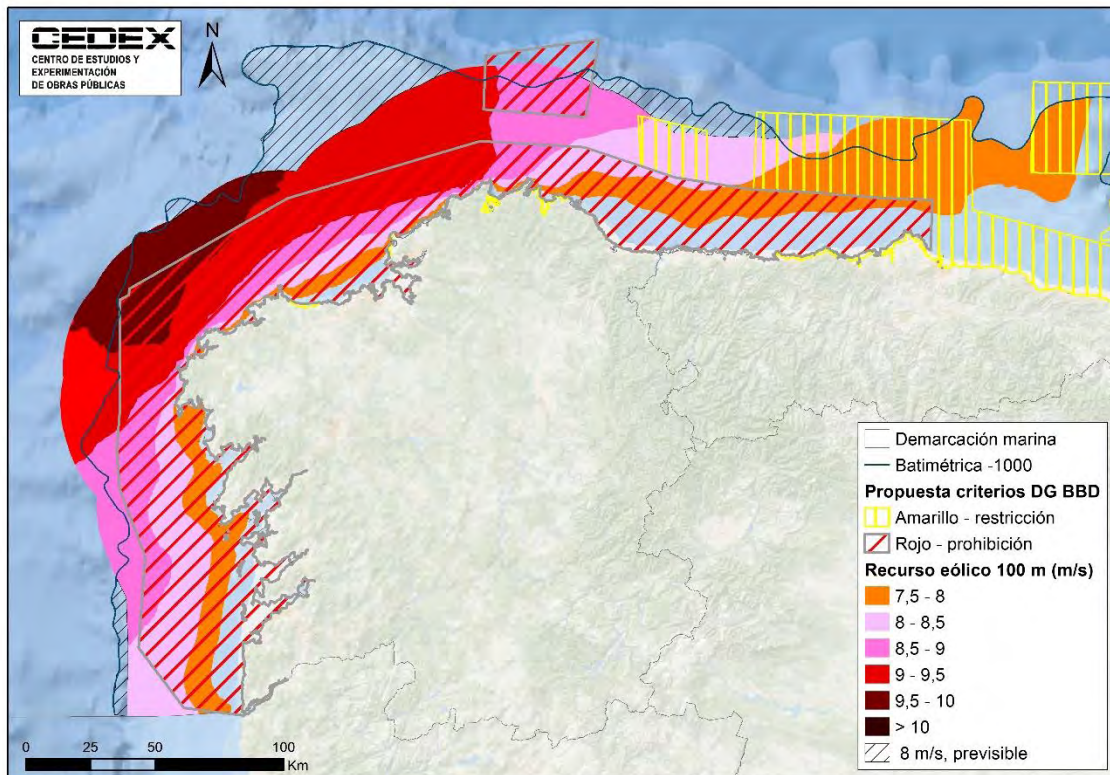 CEDEX
CENTRO DE ESTUDIOS Y
EXPERIMENTACIÓN
DE OBRAS PÚBLICAS
N
Demarcación marina
Batimétrica -1000
Propuesta criterios DG BBD
Amarillo - restricción
Rojo - prohibición
Recurso eólico 100 m (m/s)
7,5 - 8
8 - 8,5
8,5 - 9
9 - 9,5
9,5 - 10
> 10
8 m/s, previsible
0 25 50 100
Km